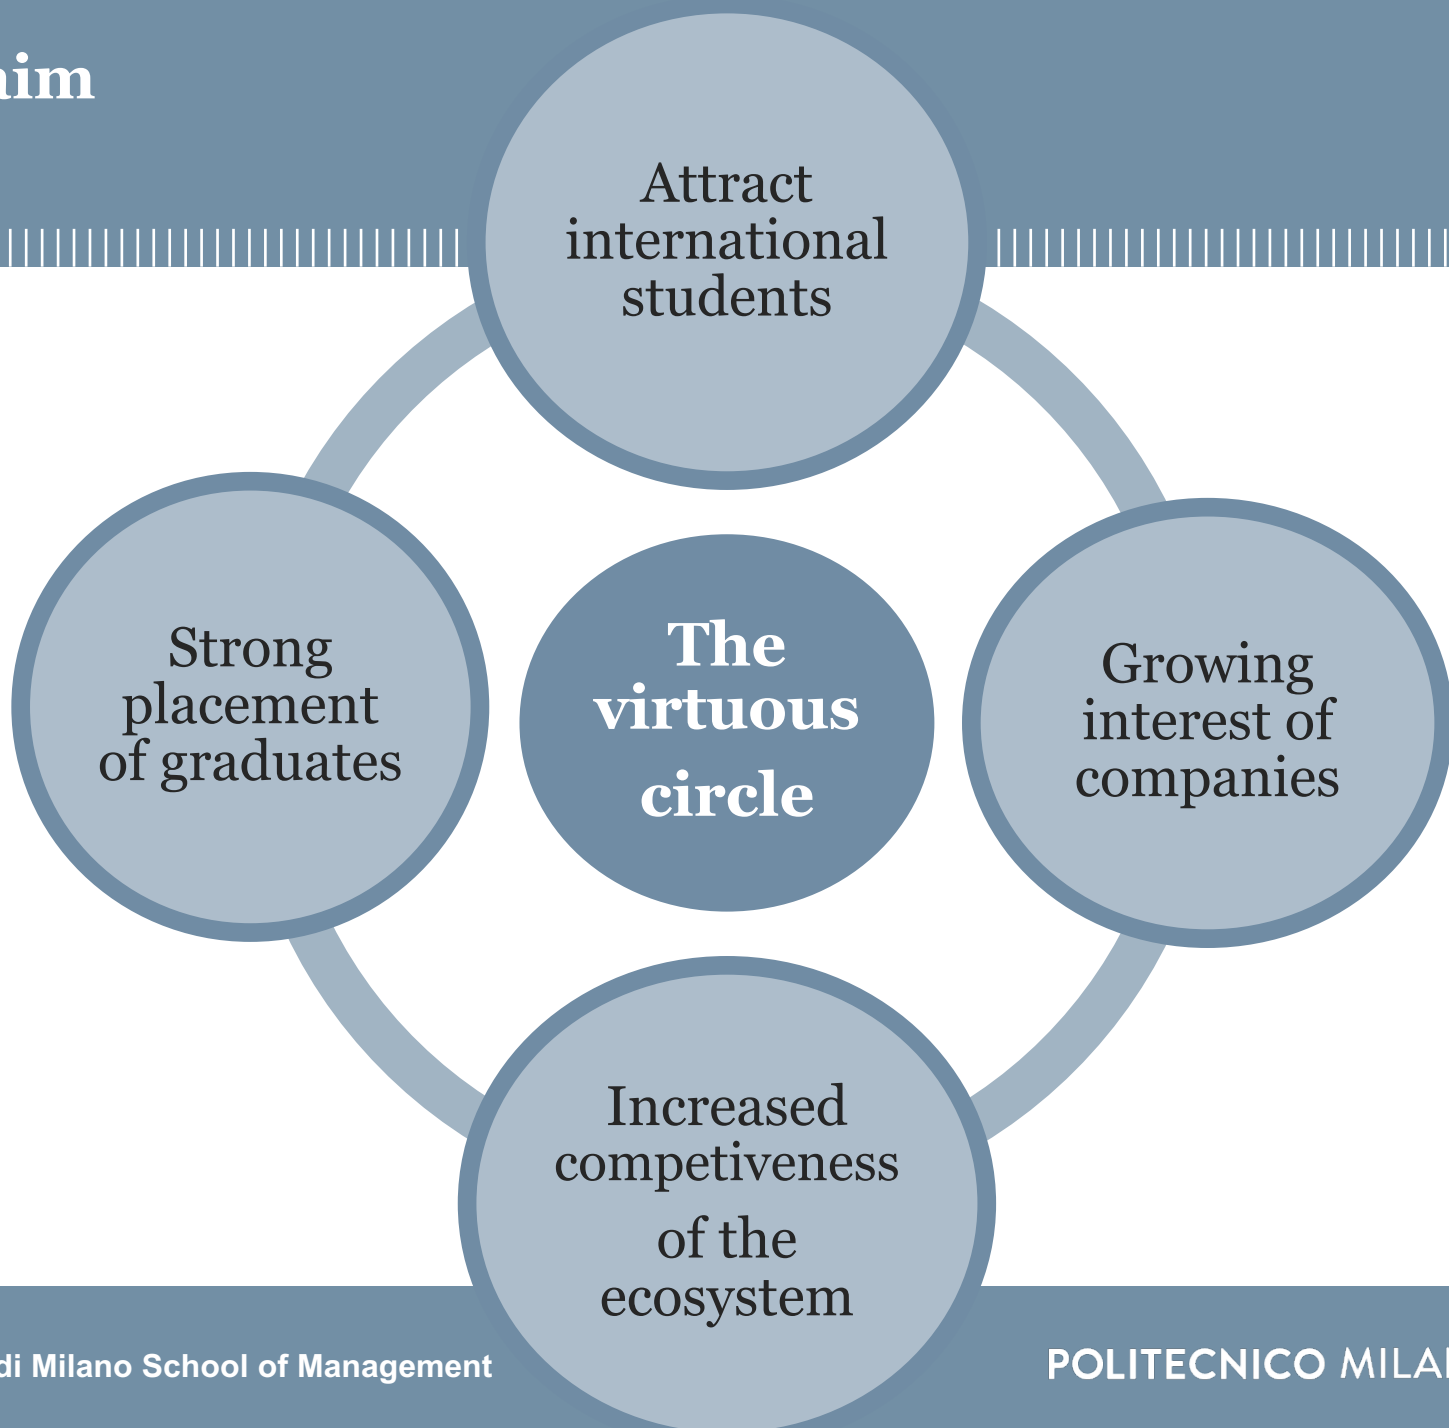 aim
Attract
international
students
Strong
placement
of graduates
The
virtuous
circle
Growing
interest of
companies
Increased
competiveness
of the
ecosystem
di Milano School of Management
POLITECNICO MILA